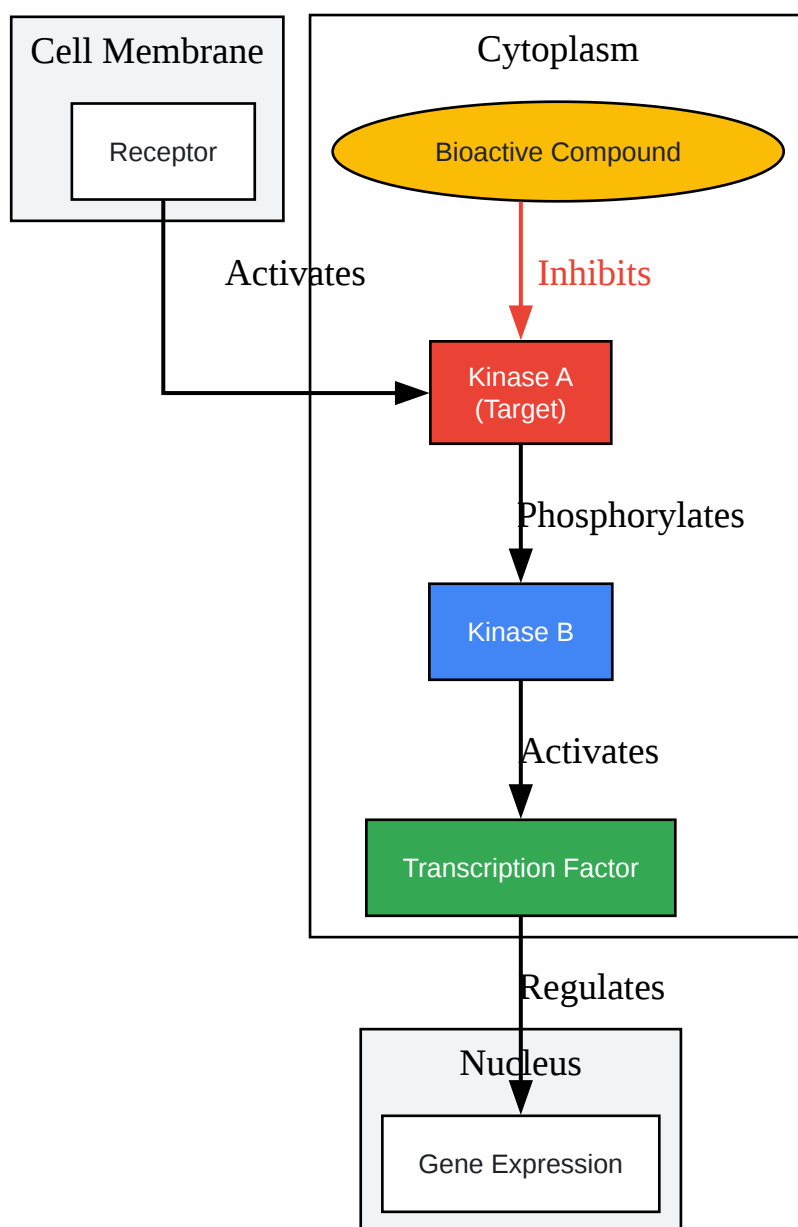 Cell Membrane
Cytoplasm
Receptor
Bioactive Compound
Activates
Inhibits
Kinase A
(Target)
Phosphorylates
Kinase B
Activates
Transcription Factor
Regulates
Nucleus
Gene Expression